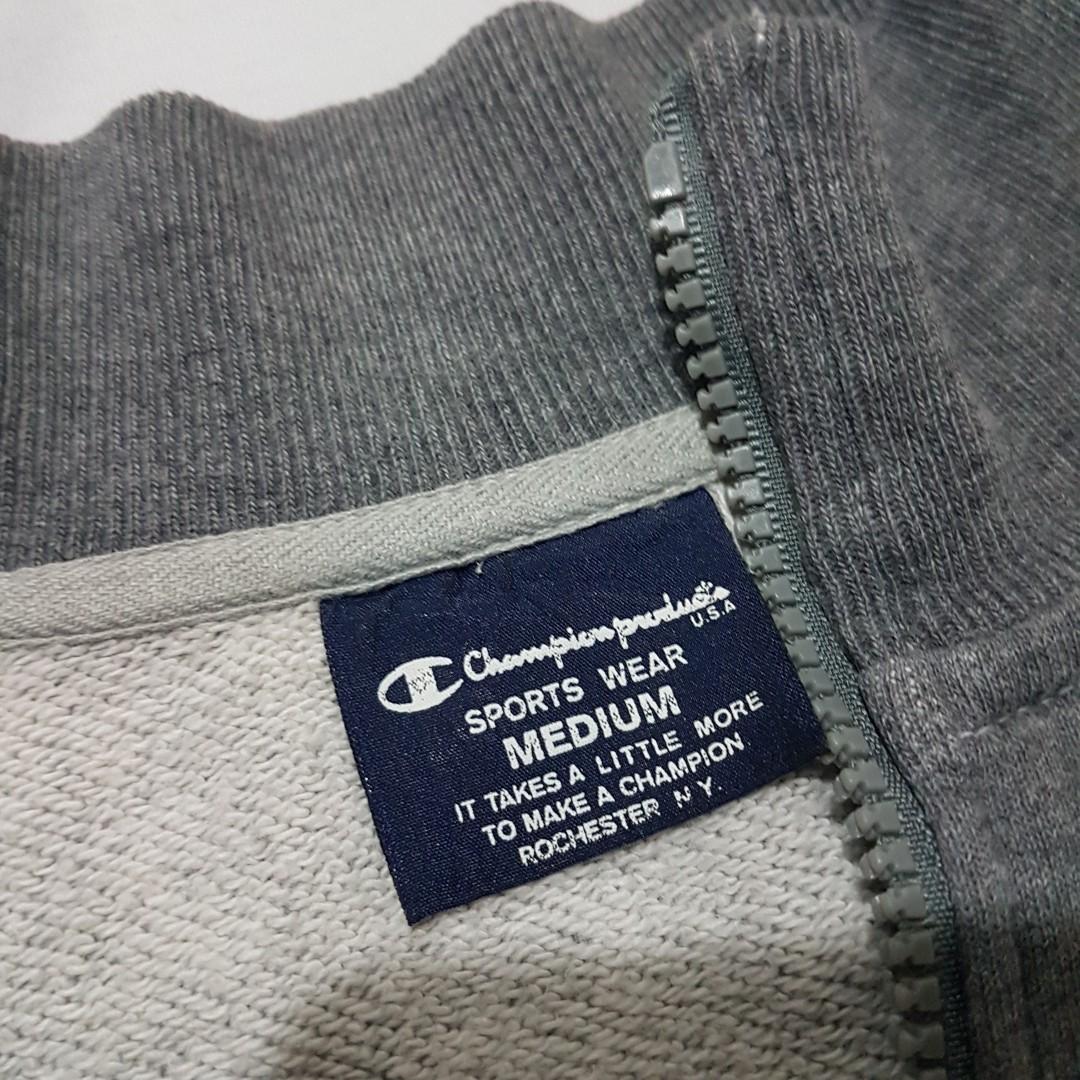 Champion products
U.S.A
SPORTS WEAR
MEDIUM
IT TAKES A LITTLE MORE
TO MAKE A CHAMPION
ROCHESTER N.Y.